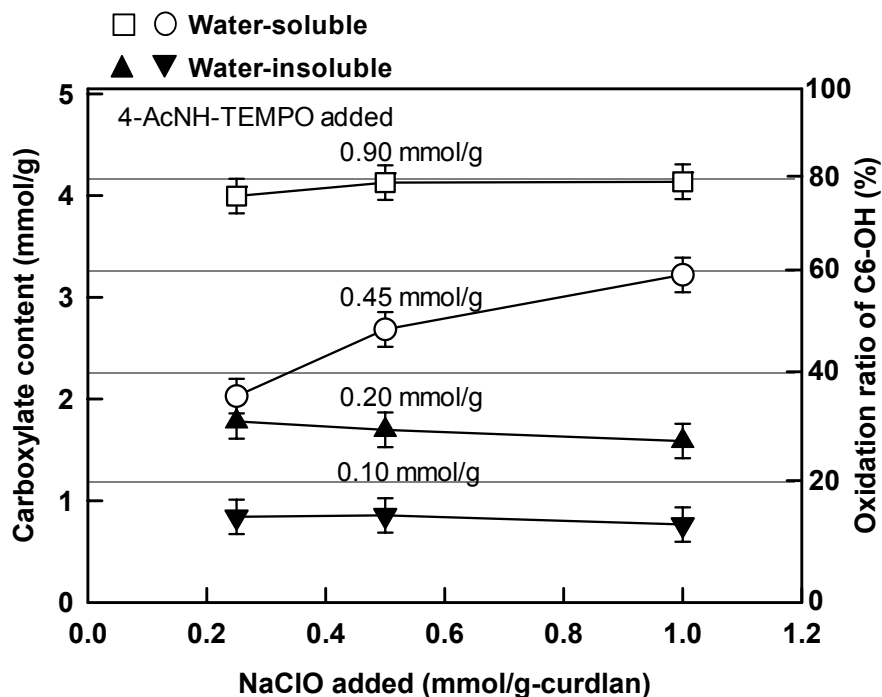 Water-soluble
Water-insoluble
5
100
4-AcNH-TEMPO added
0.90 mmol/g
80
4
60
0.45 mmol/g
3
40
0.20 mmol/g
2
0.10 mmol/g
20
1
0
0
0.0 0.2 0.4 0.6 0.8 1.0 1.2
NaClO added (mmol/g-curdlan)
Carboxylate content (mmol/g)
Oxidation ratio of C6-OH (%)